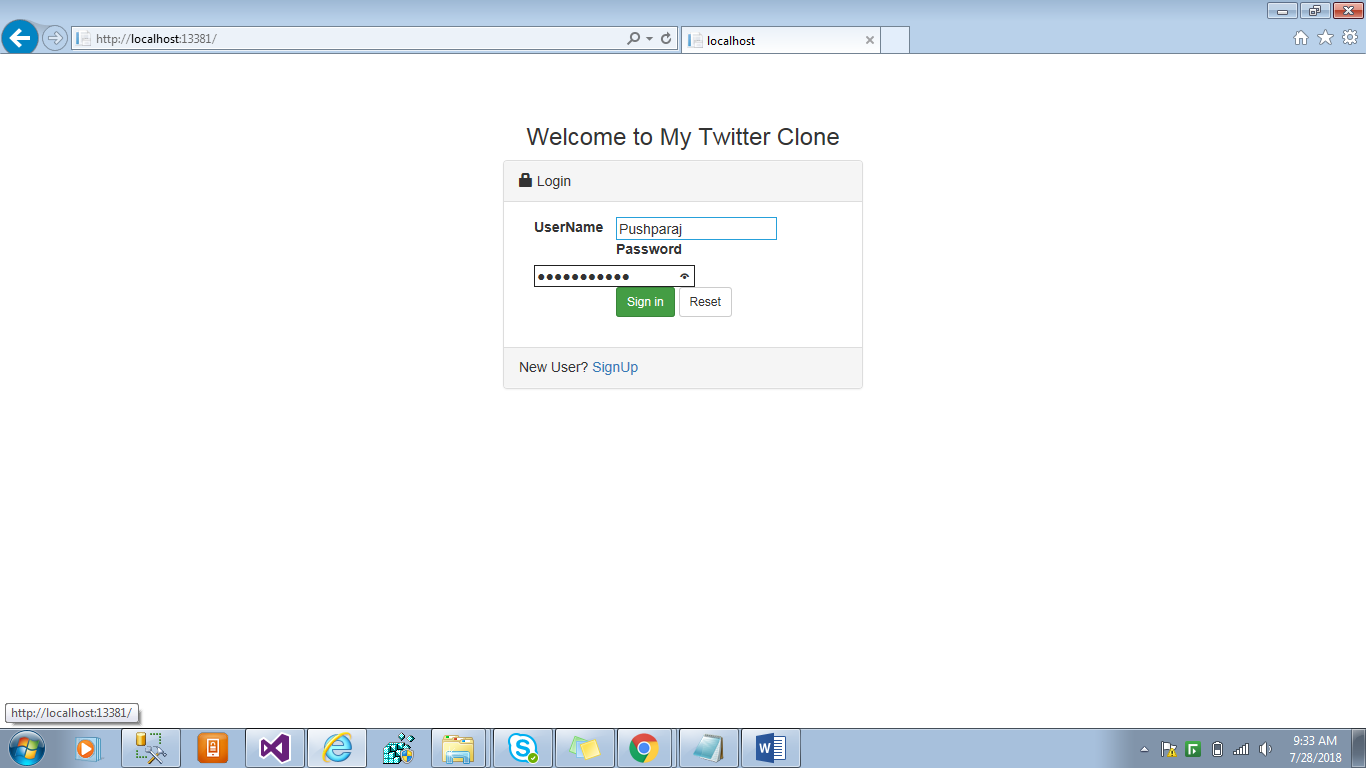 http://localhost:13381/
localhost
Welcome to My Twitter Clone
Login
UserName Pushparaj
Password
●●●●●●●●●●●
Sign in Reset
New User? SignUp
http://localhost:13381/
9:33 AM
7/28/2018